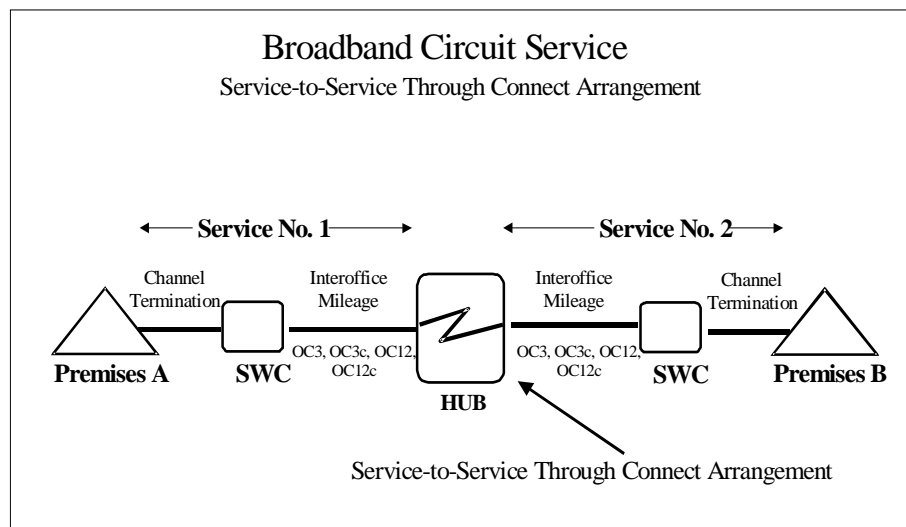 Broadband Circuit Service
Service-to-Service Through Connect Arrangement
Service No. 1
Service No. 2
Channel
Termination
Interoffice
Mileage
Interoffice
Mileage
Channel
Termination
OC3, OC3c, OC12,
OC12c
OC3, OC3c, OC12,
OC12c
Premises A
SWC
HUB
SWC
Premises B
Service-to-Service Through Connect Arrangement